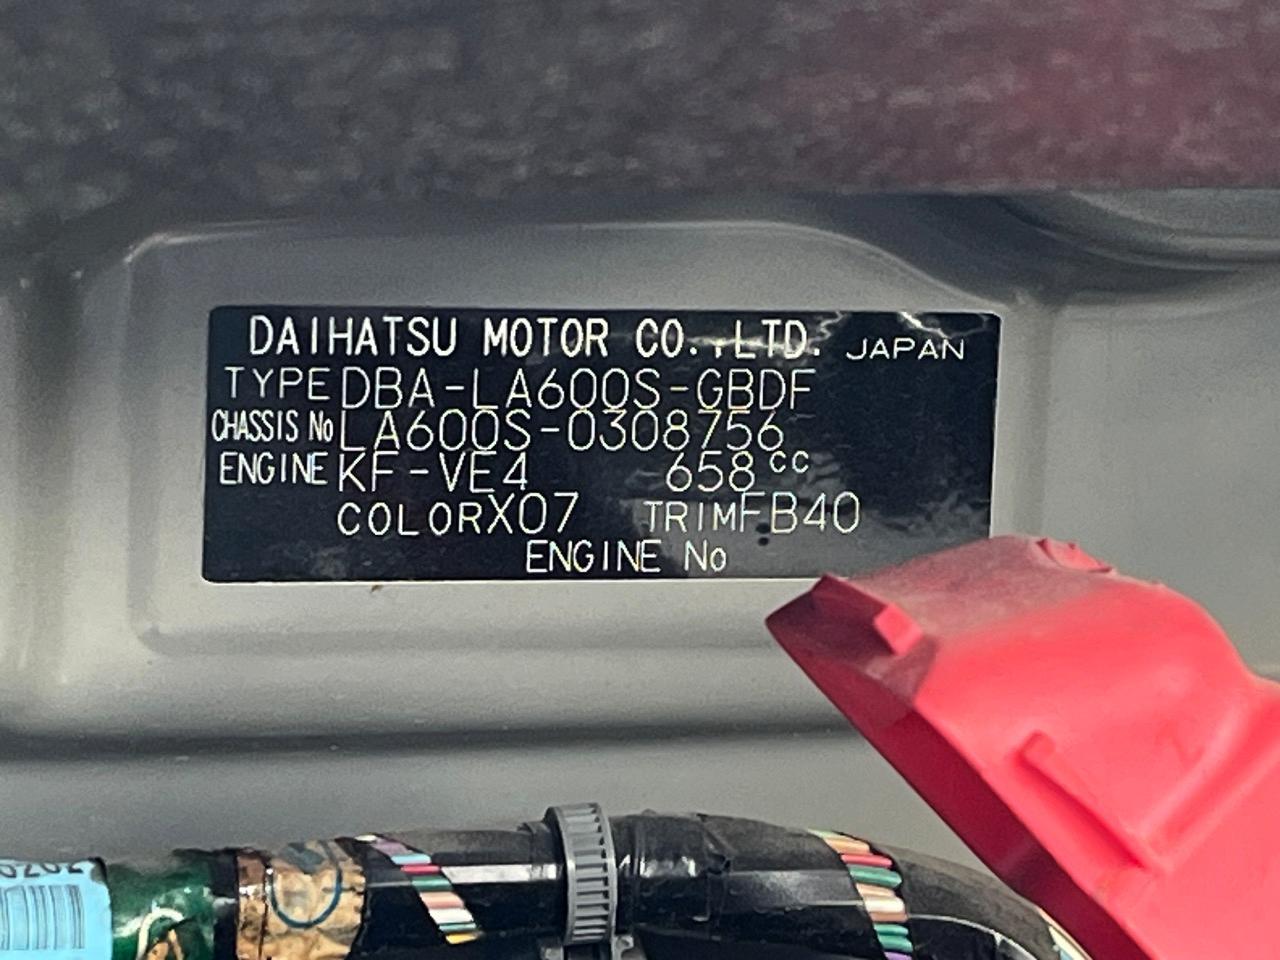 DAIHATSU MOTOR CO.,LTD. JAPAN
TYPE DBA-LA600S-GBDF
CHASSIS No LA600S-0308756
ENGINE KF-VE4 658cc
COLOR X07 TRIM FB40
ENGINE No
0202